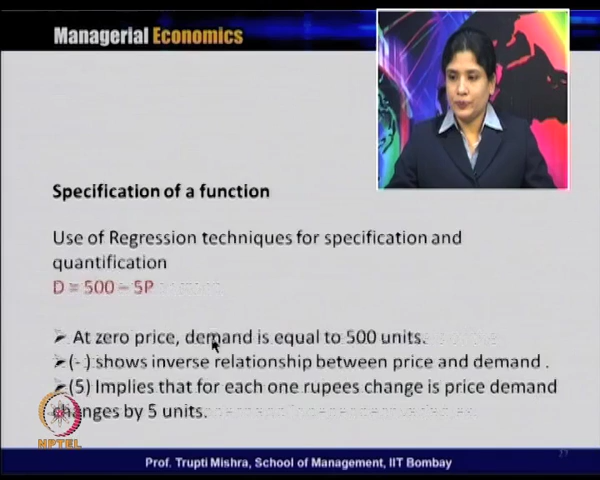 Managerial Economics
Specification of a function
Use of Regression techniques for specification and
quantification
D = 500 – 5P
➢ At zero price, demand is equal to 500 units.
➢ (-) shows inverse relationship between price and demand .
➢ (5) Implies that for each one rupees change is price demand
changes by 5 units.
NPTEL
Prof. Trupti Mishra, School of Management, IIT Bombay